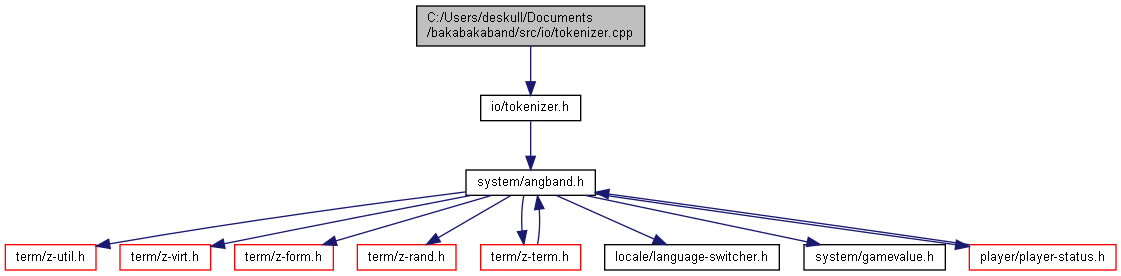 C:/Users/deskull/Documents
/bakabakaband/src/io/tokenizer.cpp
io/tokenizer.h
system/angband.h
term/z-util.h
term/z-virt.h
term/z-form.h
term/z-rand.h
term/z-term.h
locale/language-switcher.h
system/gamevalue.h
player/player-status.h